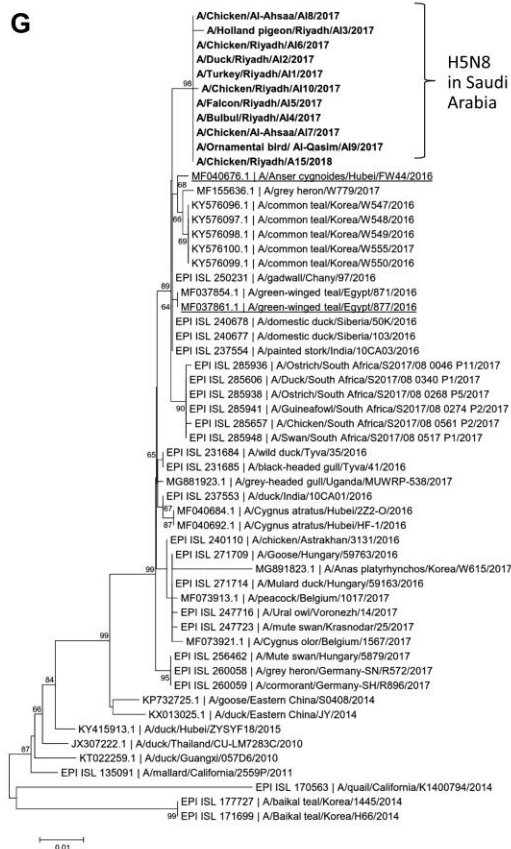 G
A/Chicken/Al-Ahsaa/AI8/2017
A/Holland pigeon/Riyadh/AI3/2017
A/Chicken/Riyadh/AI6/2017
A/Duck/Riyadh/AI2/2017
A/Turkey/Riyadh/AI1/2017
98
A/Chicken/Riyadh/AI10/2017
A/Falcon/Riyadh/AI5/2017
A/Bulbul/Riyadh/AI4/2017
A/Chicken/Al-Ahsaa/AI7/2017
A/Ornamental bird/ Al-Qasim/AI9/2017
A/Chicken/Riyadh/A15/2018
H5N8
in Saudi
Arabia
MF040676.1 | A/Anser cygnoides/Hubei/FW44/2016
68
MF155636.1 | A/grey heron/W779/2017
KY576096.1 | A/common teal/Korea/W547/2016
66
KY576097.1 | A/common teal/Korea/W548/2016
KY576098.1 | A/common teal/Korea/W549/2016
69
KY576100.1 | A/common teal/Korea/W555/2017
KY576099.1 | A/common teal/Korea/W550/2016
EPI ISL 250231 | A/gadwall/Chany/97/2016
89
MF037854.1 | A/green-winged teal/Egypt/871/2016
64
MF037861.1 | A/green-winged teal/Egypt/877/2016
EPI ISL 240678 | A/domestic duck/Siberia/50K/2016
EPI ISL 240677 | A/domestic duck/Siberia/103/2016
EPI ISL 237554 | A/painted stork/India/10CA03/2016
EPI ISL 285936 | A/Ostrich/South Africa/S2017/08 0046 P11/2017
EPI ISL 285606 | A/Duck/South Africa/S2017/08 0340 P1/2017
EPI ISL 285938 | A/Ostrich/South Africa/S2017/08 0268 P5/2017
90
EPI ISL 285941 | A/Guineafowl/South Africa/S2017/08 0274 P2/2017
EPI ISL 285657 | A/Chicken/South Africa/S2017/08 0561 P2/2017
EPI ISL 285948 | A/Swan/South Africa/S2017/08 0517 P1/2017
65
EPI ISL 231684 | A/wild duck/Tyva/35/2016
EPI ISL 231685 | A/black-headed gull/Tyva/41/2016
MG881923.1 | A/grey-headed gull/Uganda/MUWRP-538/2017
EPI ISL 237553 | A/duck/India/10CA01/2016
67
MF040684.1 | A/Cygnus atratus/Hubei/2Z2-O/2016
87
MF040692.1 | A/Cygnus atratus/Hubei/HF-1/2016
EPI ISL 240110 | A/chicken/Astrakhan/3131/2016
EPI ISL 271709 | A/Goose/Hungary/59763/2016
99
MG891823.1 | A/Anas platyrhynchos/Korea/W615/2017
EPI ISL 271714 | A/Mulard duck/Hungary/59163/2016
MF073913.1 | A/peacock/Belgium/1017/2017
EPI ISL 247716 | A/Ural owl/Voronezh/14/2017
EPI ISL 247723 | A/mute swan/Krasnodar/25/2017
MF073921.1 | A/Cygnus olor/Belgium/1567/2017
99
EPI ISL 256462 | A/Mute swan/Hungary/5879/2017
EPI ISL 260058 | A/grey heron/Germany-SN/R572/2017
95
EPI ISL 260059 | A/cormorant/Germany-SH/R896/2017
84
KP732725.1 | A/goose/Eastern China/S0408/2014
KX013025.1 | A/duck/Eastern China/JY/2014
66
KY415913.1 | A/duck/Hubei/ZYSYF18/2015
JX307222.1 | A/duck/Thailand/CU-LM7283C/2010
87
KT022259.1 | A/duck/Guangxi/057D6/2010
EPI ISL 135091 | A/mallard/California/2559P/2011
EPI ISL 170563 | A/quail/California/K1400794/2014
EPI ISL 177727 | A/baikal teal/Korea/1445/2014
99
EPI ISL 171699 | A/Baikal teal/Korea/H66/2014
0.01